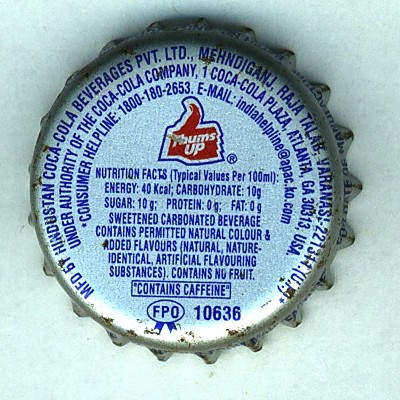 MFD BY HINDUSTAN COCA-COLA BEVERAGES PVT. LTD., MEHNDIGANJ, RAJA TALAB, VARANASI-221311 (U.P.)
UNDER AUTHORITY OF THE COCA-COLA COMPANY, 1 COCA-COLA PLAZA, ATLANTA, GA 30313, USA.
*CONSUMER HELPLINE: 1800-180-2653, E-MAIL: indiahelpline@apac.ko.com
Thums
UP
®
NUTRITION FACTS (Typical Values Per 100ml):
ENERGY: 40 Kcal; CARBOHYDRATE: 10g
SUGAR: 10 g; PROTEIN: 0 g; FAT: 0 g
SWEETENED CARBONATED BEVERAGE
CONTAINS PERMITTED NATURAL COLOUR &
ADDED FLAVOURS (NATURAL, NATURE-
IDENTICAL, ARTIFICIAL FLAVOURING
SUBSTANCES). CONTAINS NO FRUIT.
"CONTAINS CAFFEINE"
FPO 10636